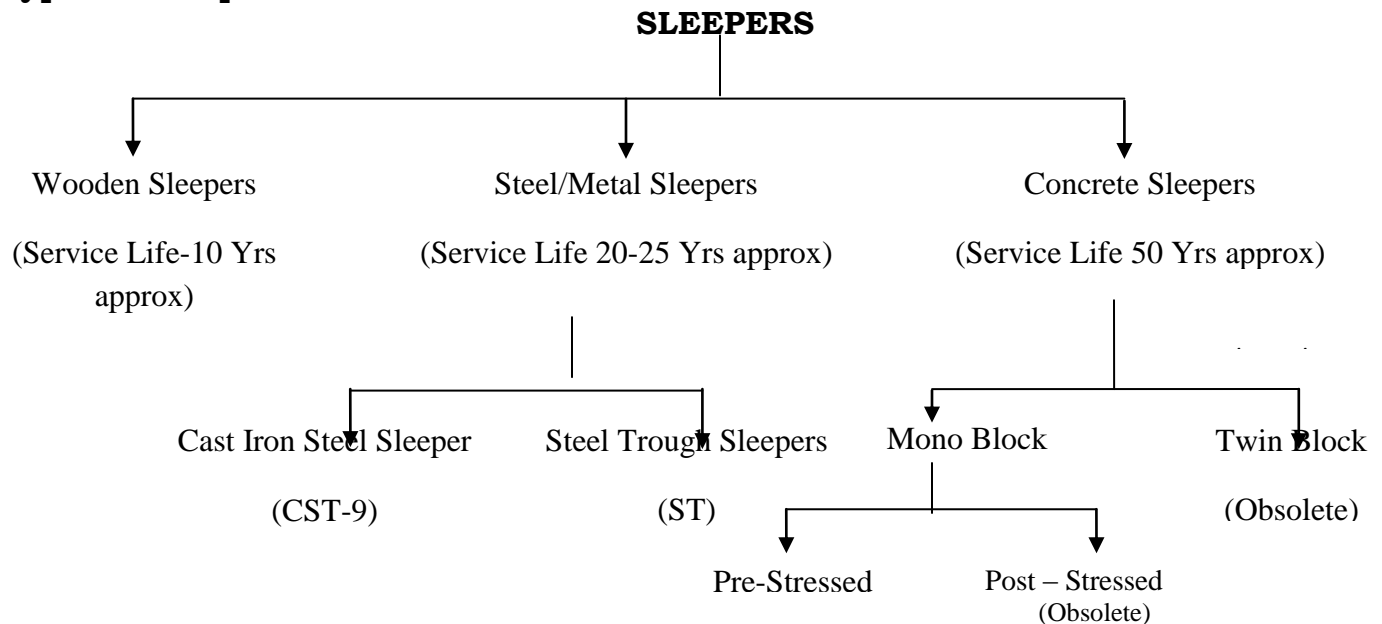 SLEEPERS
Wooden Sleepers
(Service Life-10 Yrs
approx)
Steel/Metal Sleepers
(Service Life 20-25 Yrs approx)
Concrete Sleepers
(Service Life 50 Yrs approx)
Cast Iron Steel Sleeper
(CST-9)
Steel Trough Sleepers
(ST)
Mono Block
Twin Block
(Obsolete)
Pre-Stressed
Post – Stressed
(Obsolete)